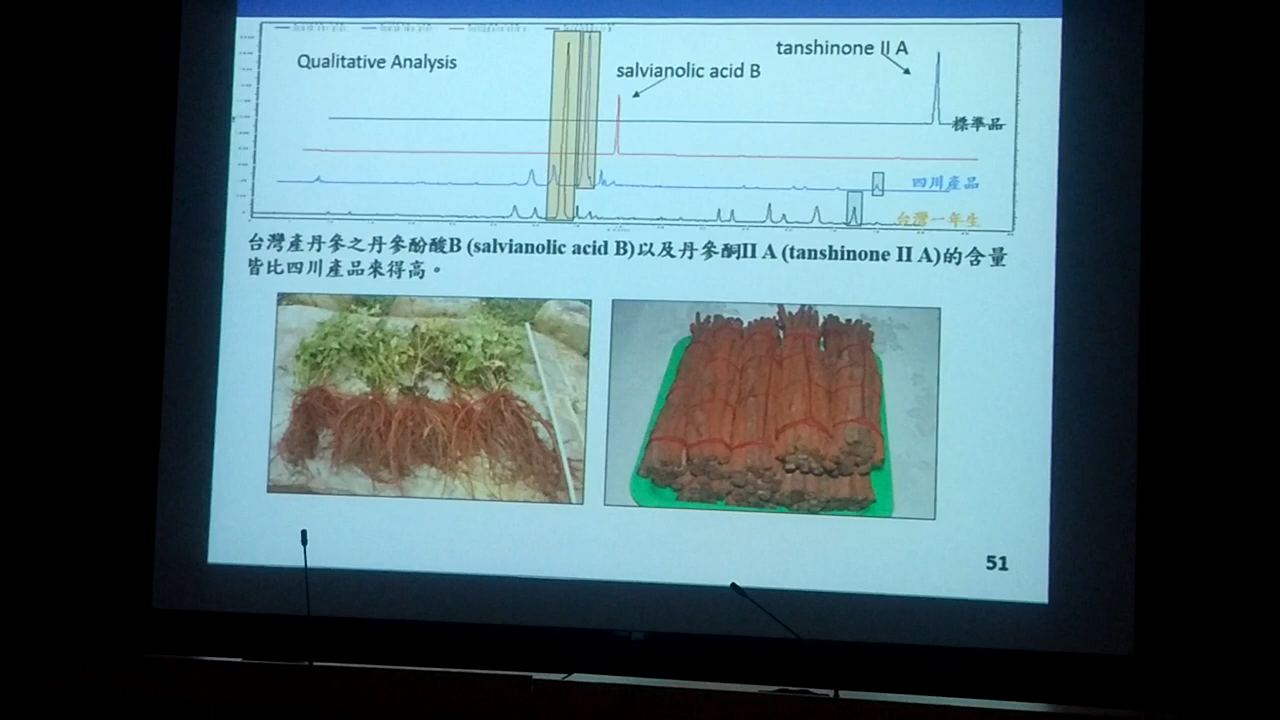 Qualitative Analysis
tanshinone II A
salvianolic acid B
標準品
四川產品
台灣一年生
台灣產丹參之丹參酚酸B (salvianolic acid B)以及丹參酮II A (tanshinone II A)的含量
皆比四川產品來得高。
51